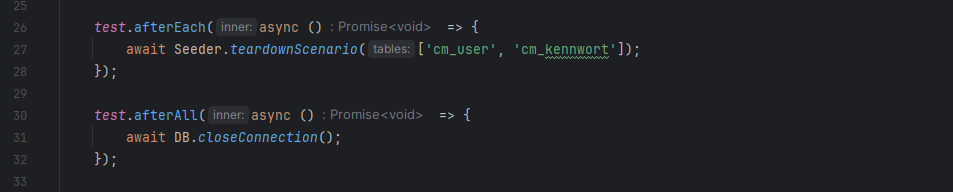 25
26 test.afterEach( inner: async () : Promise<void> => {
27 await Seeder.teardownScenario( tables: ['cm_user', 'cm_kennwort']);
28 });
29
30 test.afterAll( inner: async () : Promise<void> => {
31 await DB.closeConnection();
32 });
33